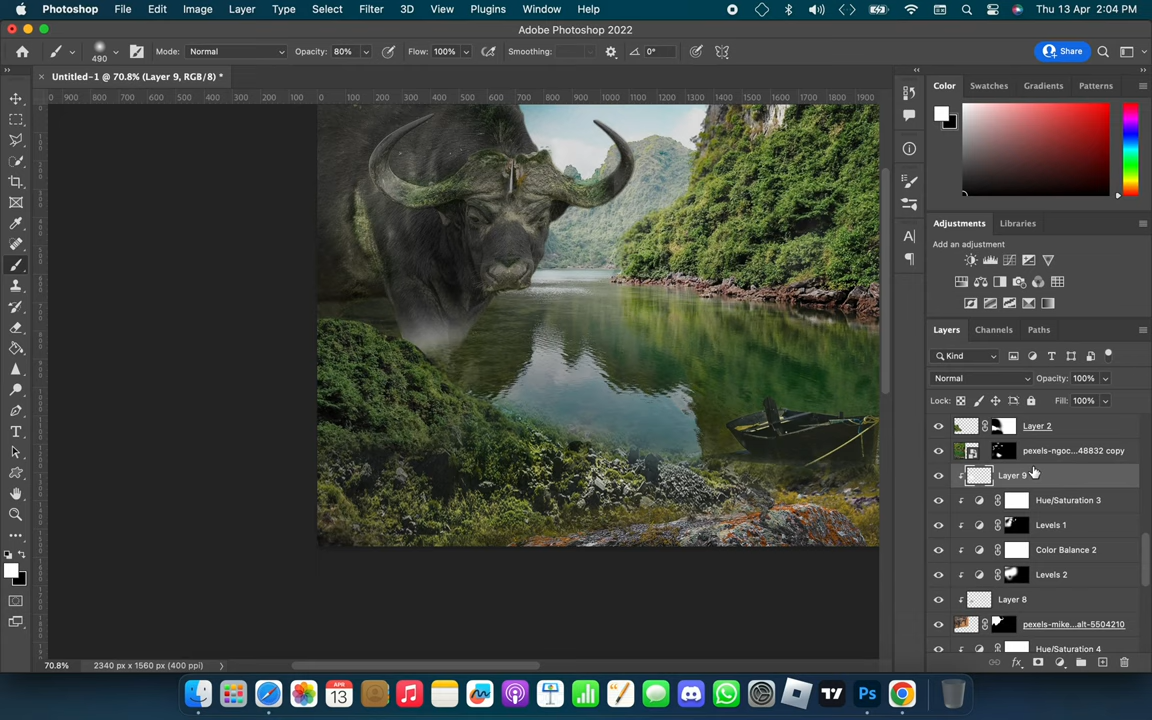 Photoshop File Edit Image Layer Type Select Filter 3D View Plugins Window Help Thu 13 Apr 2:04 PM
Adobe Photoshop 2022
490 Mode: Normal Opacity: 80% Flow: 100% Smoothing: 0° Share
Untitled-1 @ 70.8% (Layer 9, RGB/8) *
900 800 700 600 500 400 300 200 100 0 100 200 300 400 500 600 700 800 900 1000 1100 1200 1300 1400 1500 1600 1700 1800 1900
Color Swatches Gradients Patterns
Adjustments Libraries
Add an adjustment
Layers Channels Paths
Kind
Normal Opacity: 100%
Lock: Fill: 100%
Layer 2
pexels-ngoc...48832 copy
Layer 9
Hue/Saturation 3
Levels 1
Color Balance 2
Levels 2
Layer 8
pexels-mike...alt-5504210
Hue/Saturation 4
70.8% 2340 px x 1560 px (400 ppi)
APR
13